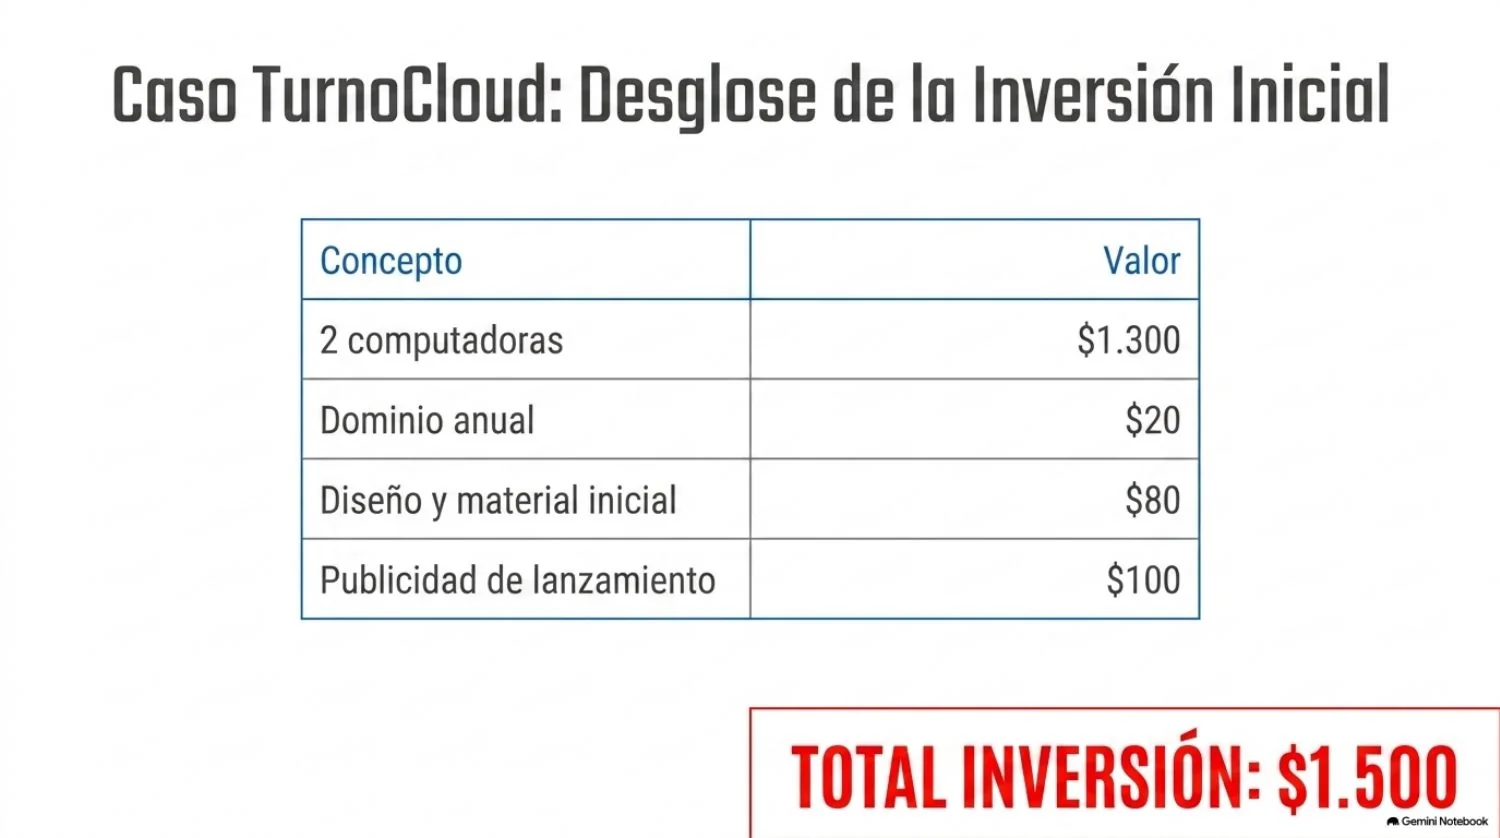 Caso TurnoCloud: Desglose de la Inversión Inicial
Concepto Valor
2 computadoras $1.300
Dominio anual $20
Diseño y material inicial $80
Publicidad de lanzamiento $100
TOTAL INVERSIÓN: $1.500
Gemini Notebook